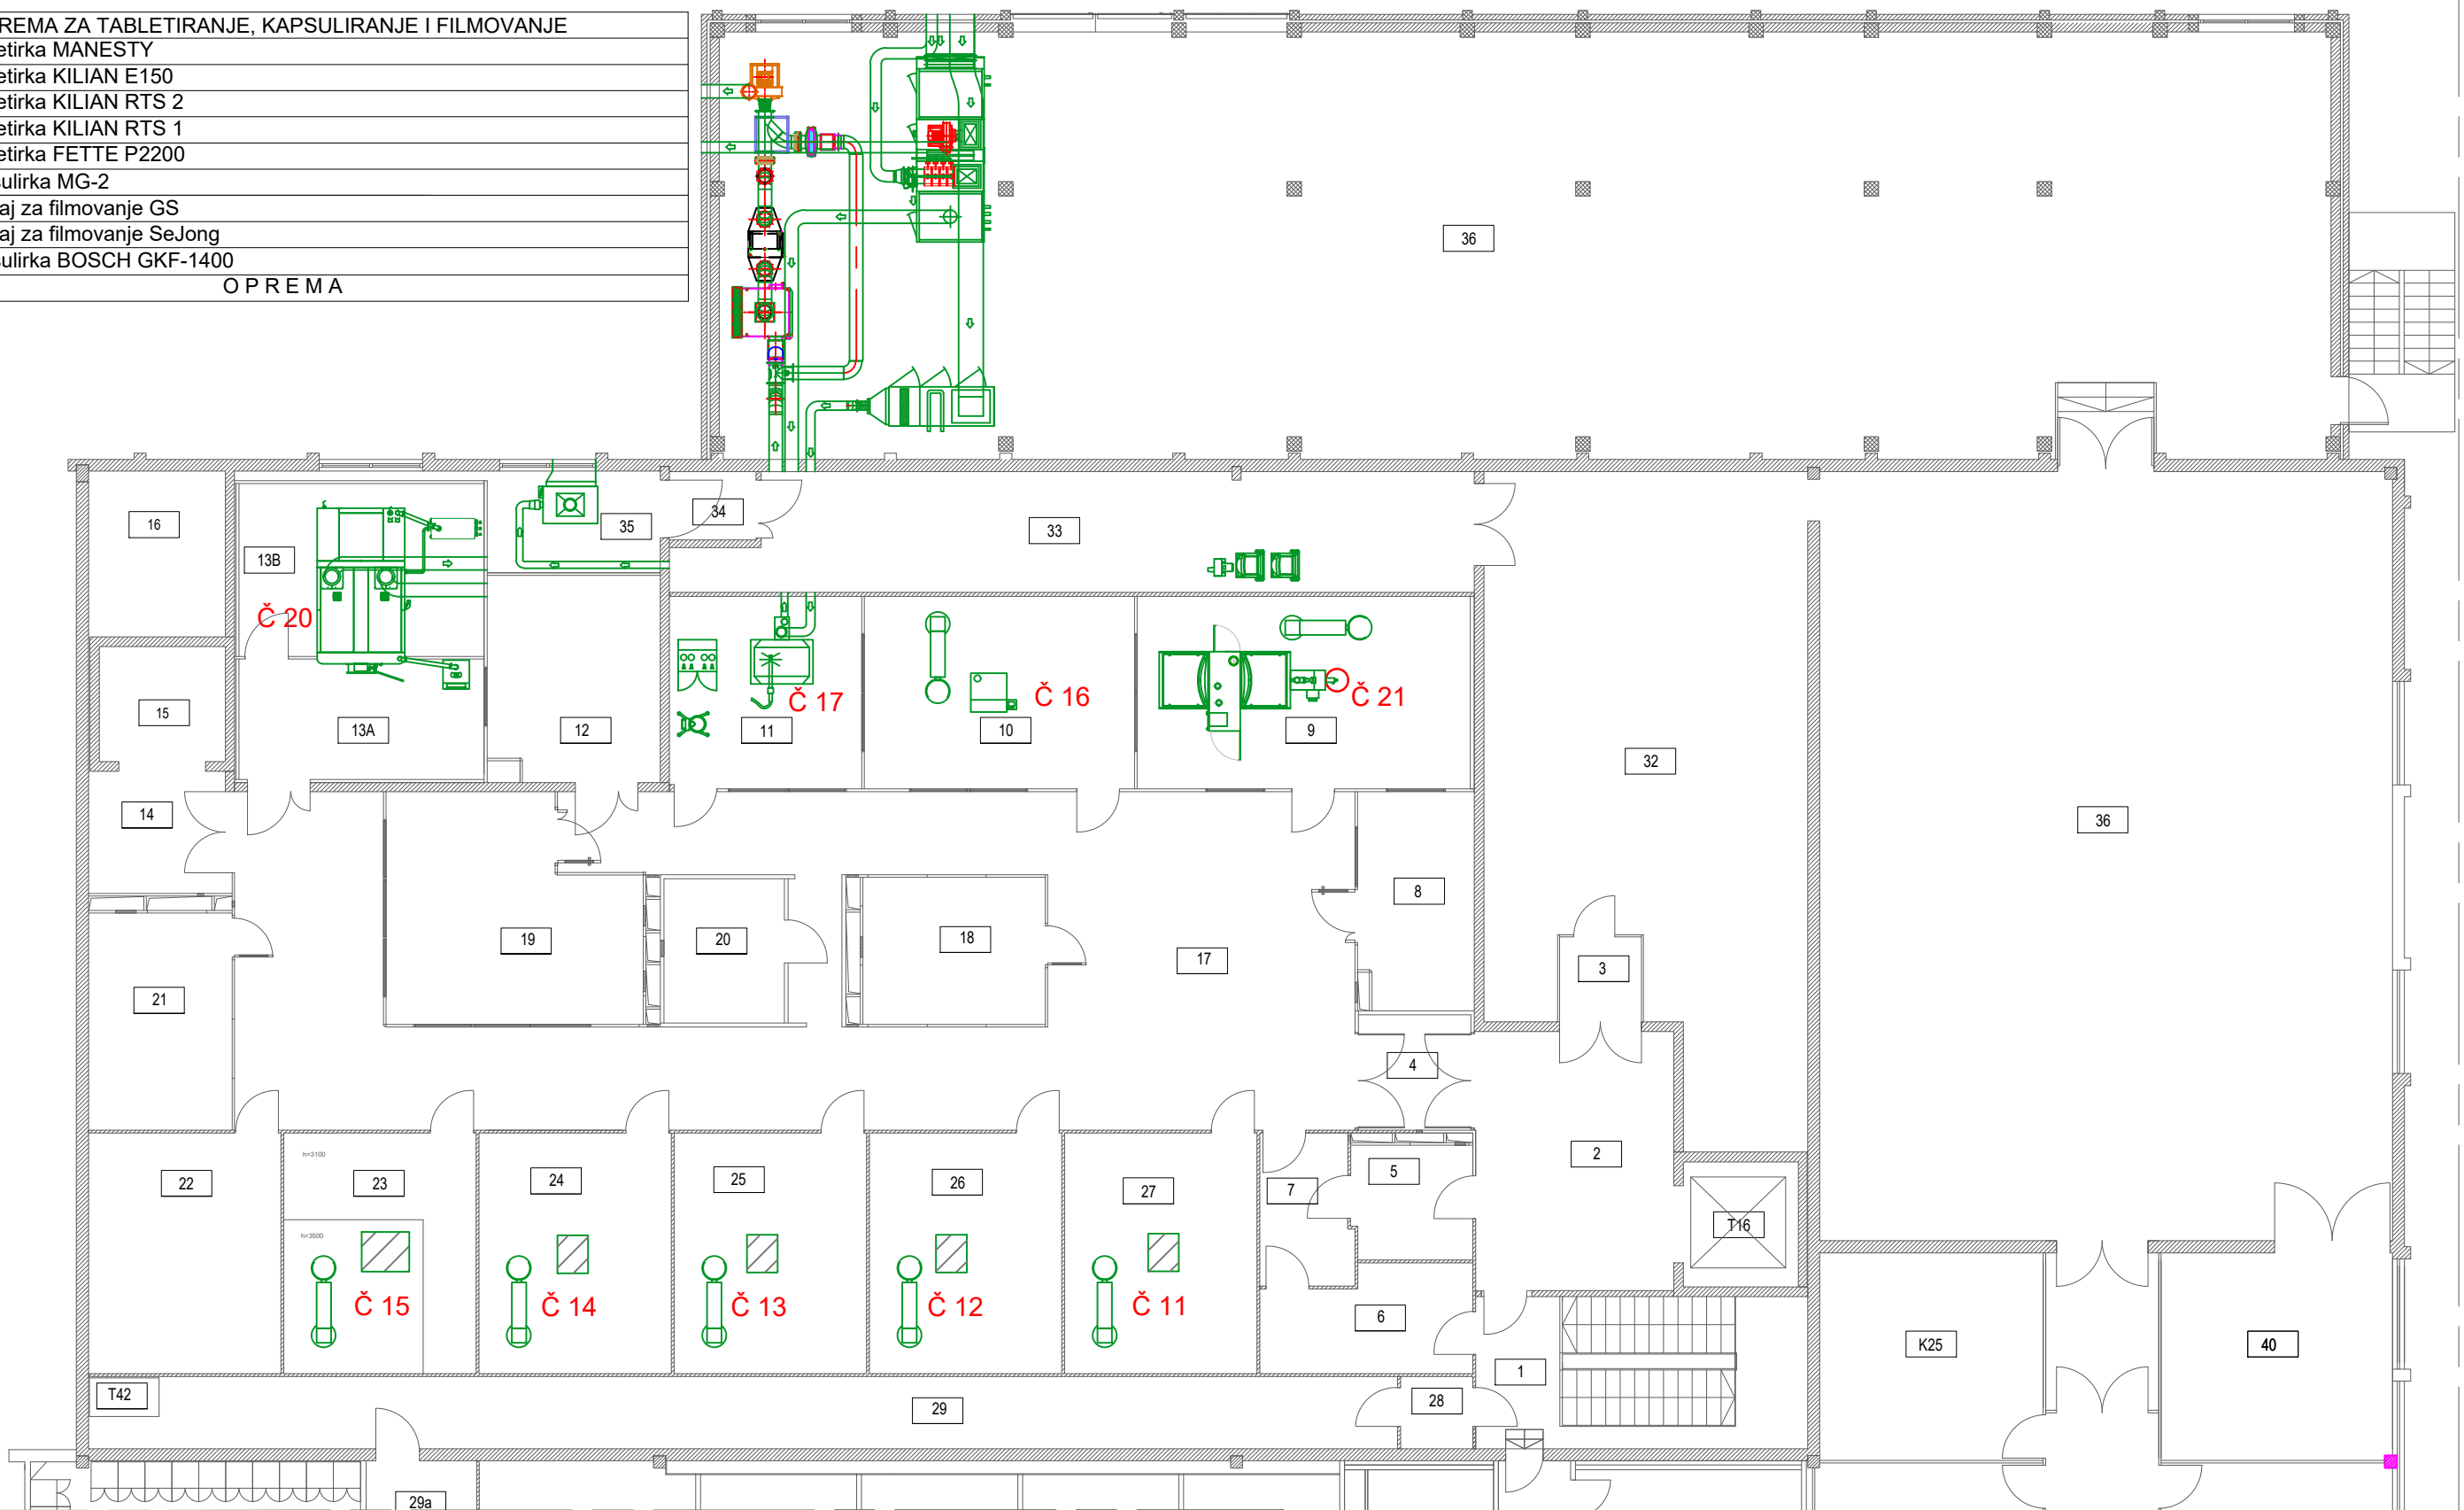 REMA ZA TABLETIRANJE, KAPSULIRANJE I FILMOVANJE
etirka MANESTY
etirka KILIAN E150
etirka KILIAN RTS 2
etirka KILIAN RTS 1
etirka FETTE P2200
sulirka MG-2
aj za filmovanje GS
aj za filmovanje SeJong
sulirka BOSCH GKF-1400
O P R E M A
36
16
13B
35
34
33
Č 20
15
13A
12
11
Č 17
10
Č 16
9
Č 21
32
36
14
8
19
20
18
17
3
21
4
h=3100
22
23
24
25
26
27
7
5
2
T16
h=3500
Č 15
Č 14
Č 13
Č 12
Č 11
6
1
K25
40
T42
29
28
29a